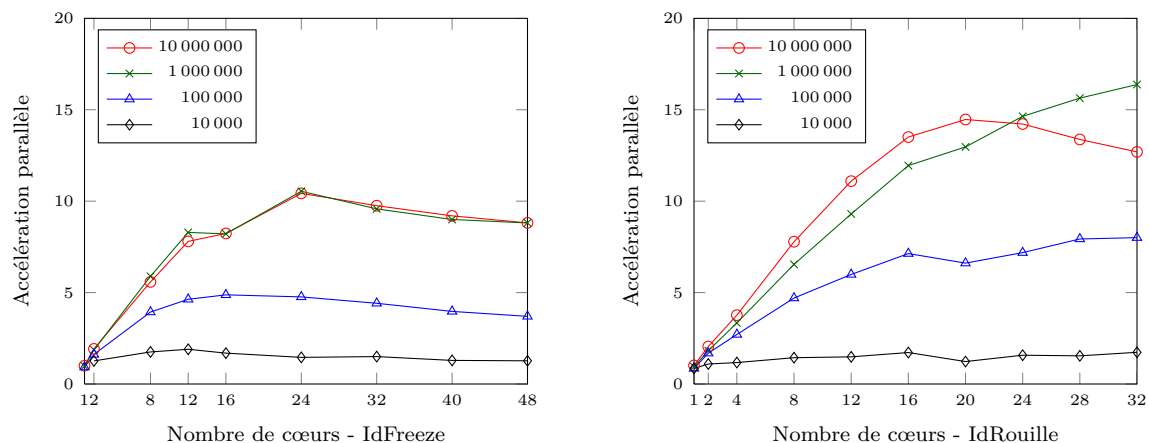 20
15
10
5
0
10 000 000
1 000 000
100 000
10 000
Accélération parallèle
1 2 8 12 16 24 32 40 48
Nombre de cœurs - IdFreeze
20
15
10
5
0
10 000 000
1 000 000
100 000
10 000
Accélération parallèle
1 2 4 8 12 16 20 24 28 32
Nombre de cœurs - IdRouille